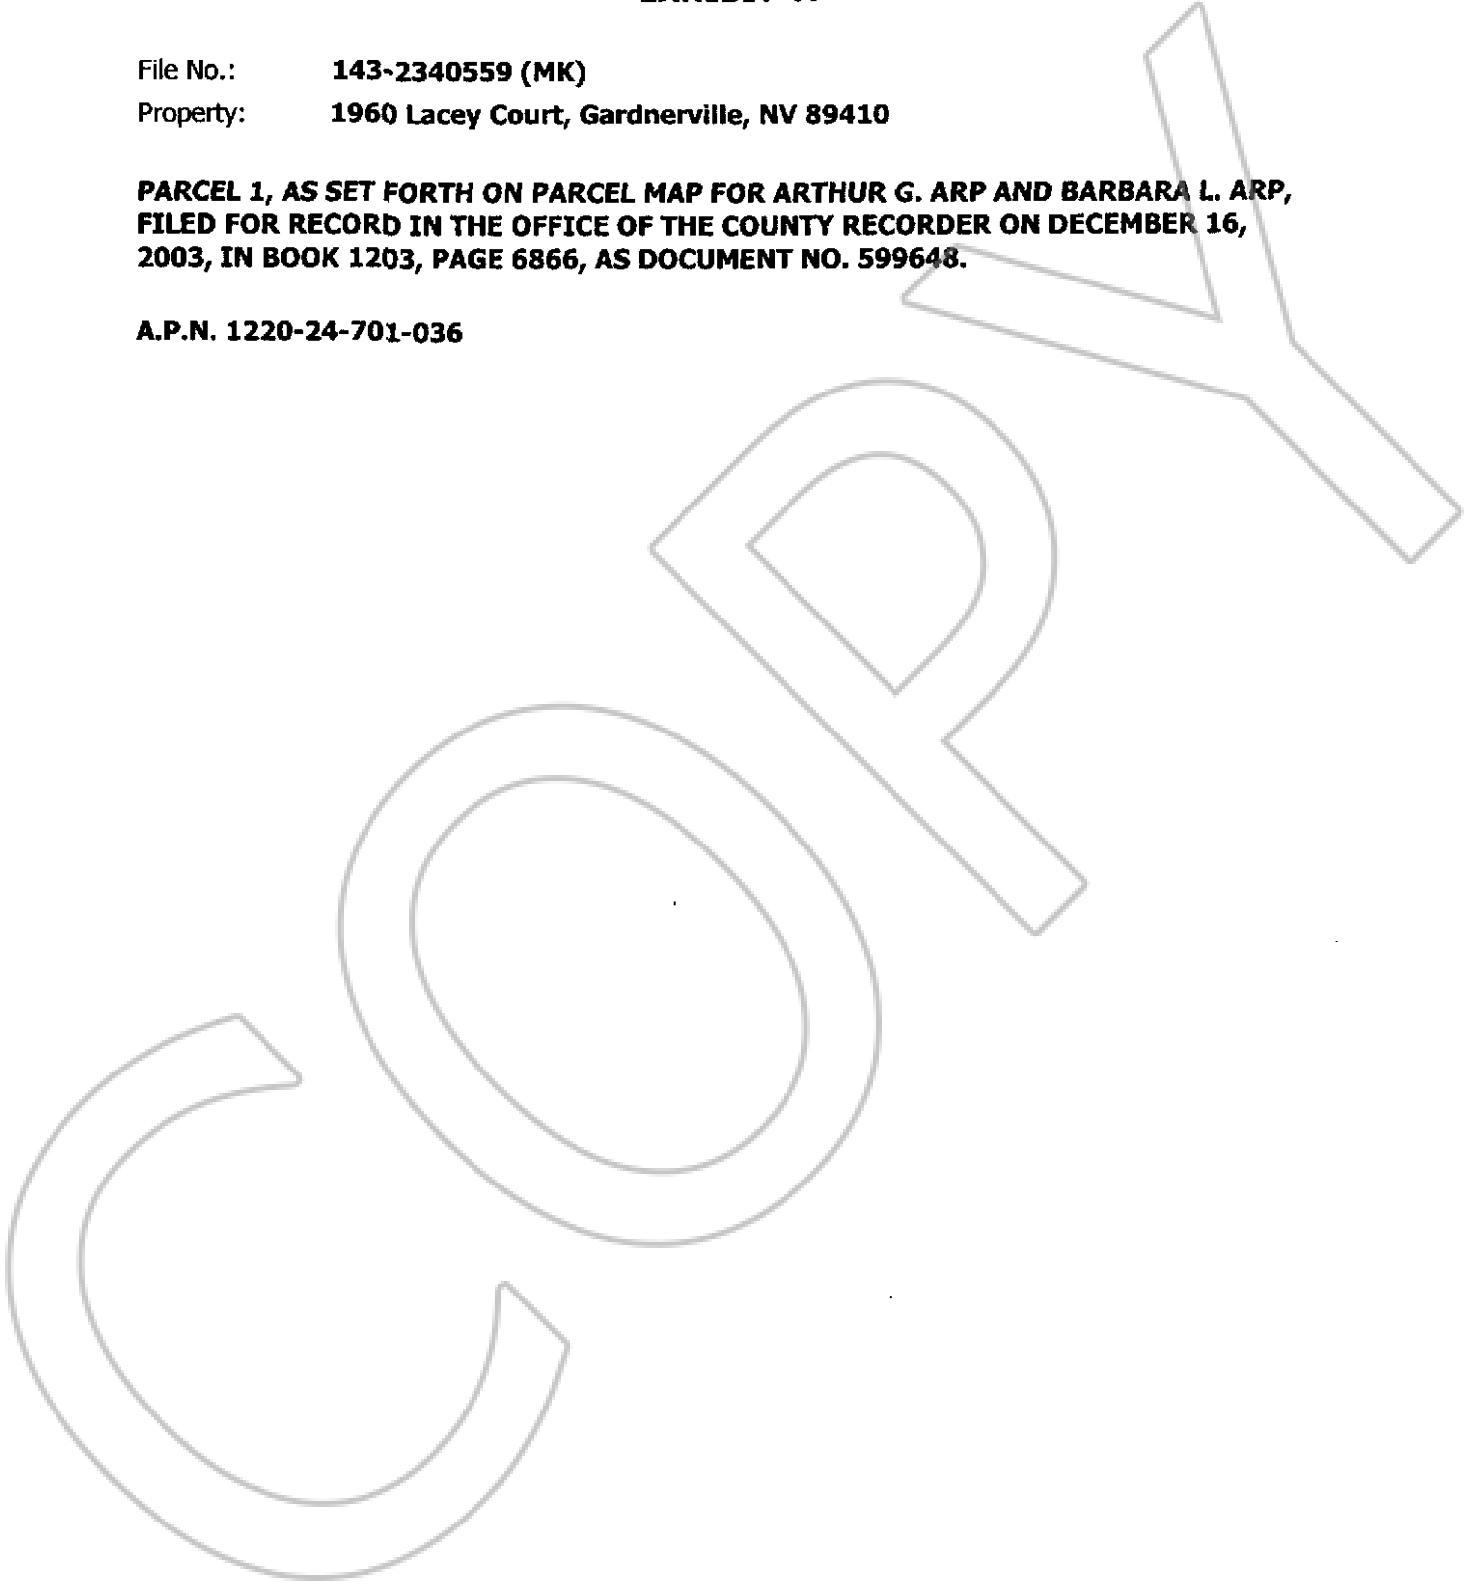 File No.: 143-2340559 (MK)
Property: 1960 Lacey Court, Gardnerville, NV 89410
PARCEL 1, AS SET FORTH ON PARCEL MAP FOR ARTHUR G. ARP AND BARBARA L. ARP,
FILED FOR RECORD IN THE OFFICE OF THE COUNTY RECORDER ON DECEMBER 16,
2003, IN BOOK 1203, PAGE 6866, AS DOCUMENT NO. 599648.
A.P.N. 1220-24-701-036
COPY